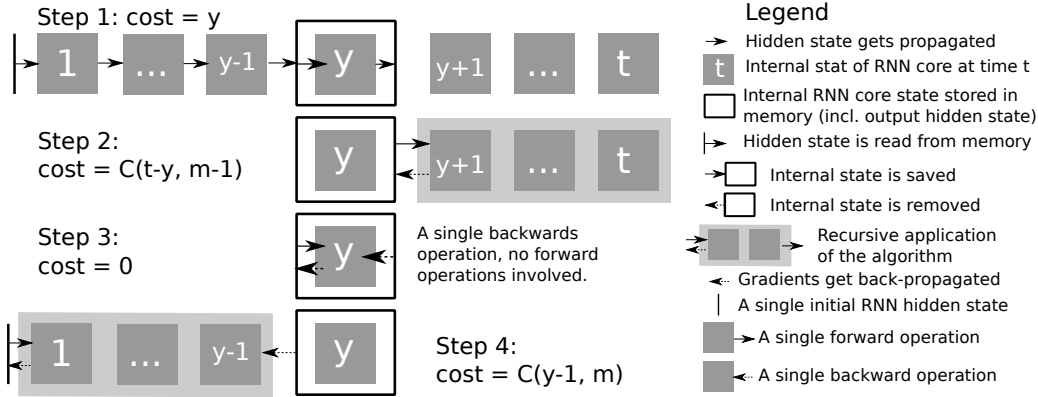 Step 1: cost = y
1
...
y-1
y
y+1
...
t
Step 2:
cost = C(t-y, m-1)
y
y+1
...
t
Step 3:
cost = 0
y
A single backwards
operation, no forward
operations involved.
1
...
y-1
y
Step 4:
cost = C(y-1, m)
Legend
Hidden state gets propagated
t
Internal stat of RNN core at time t
Internal RNN core state stored in
memory (incl. output hidden state)
Hidden state is read from memory
Internal state is saved
Internal state is removed
Recursive application
of the algorithm
Gradients get back-propagated
A single initial RNN hidden state
A single forward operation
A single backward operation